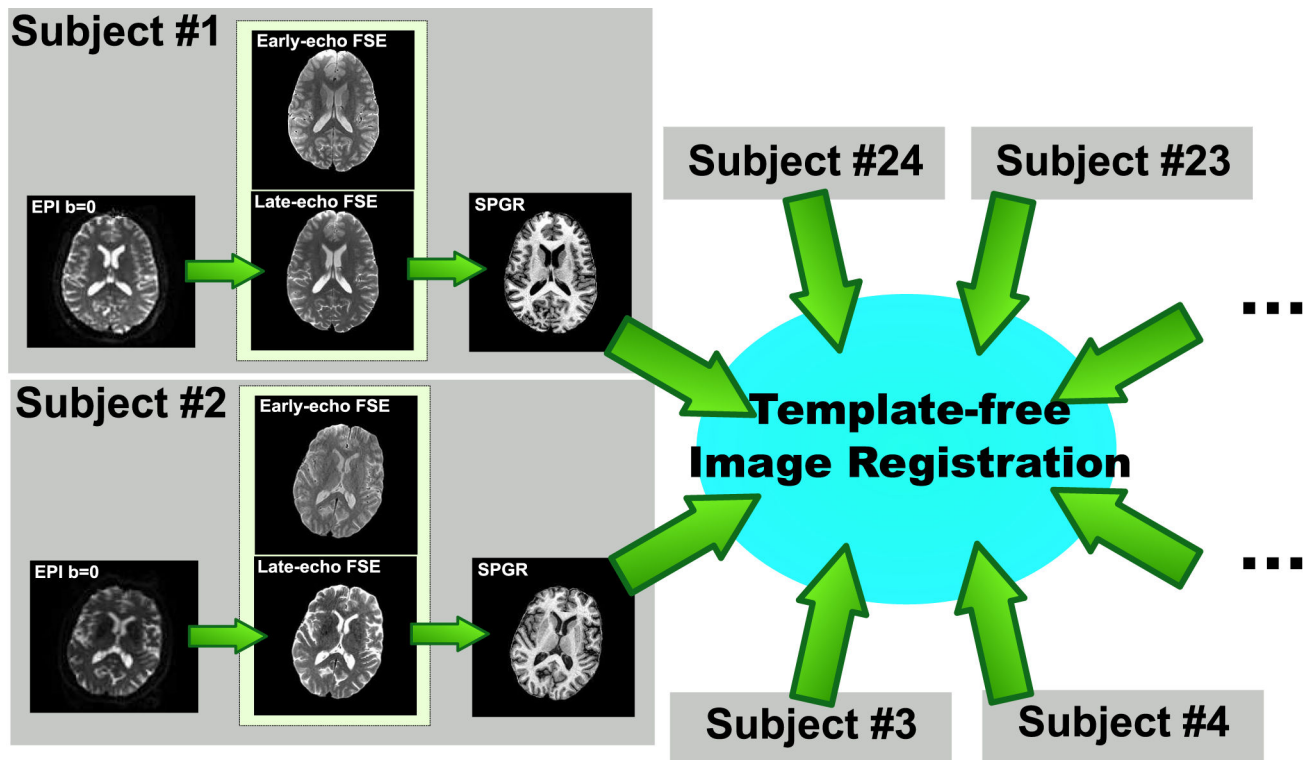 Subject #1
Early-echo FSE
EPI b=0
Late-echo FSE
SPGR
Subject #2
Early-echo FSE
EPI b=0
Late-echo FSE
SPGR
Subject #24
Subject #23
...
Template-free
Image Registration
...
Subject #3
Subject #4